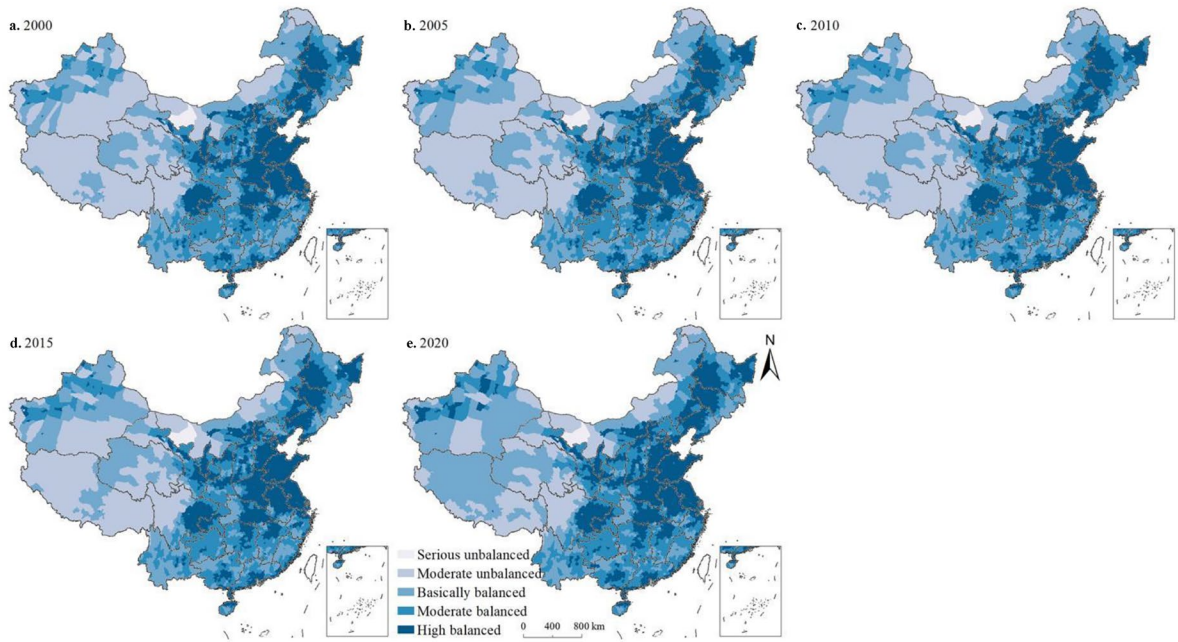 a. 2000
b. 2005
c. 2010
d. 2015
e. 2020
N
Serious unbalanced
Moderate unbalanced
Basically balanced
Moderate balanced
High balanced
0 400 800 km